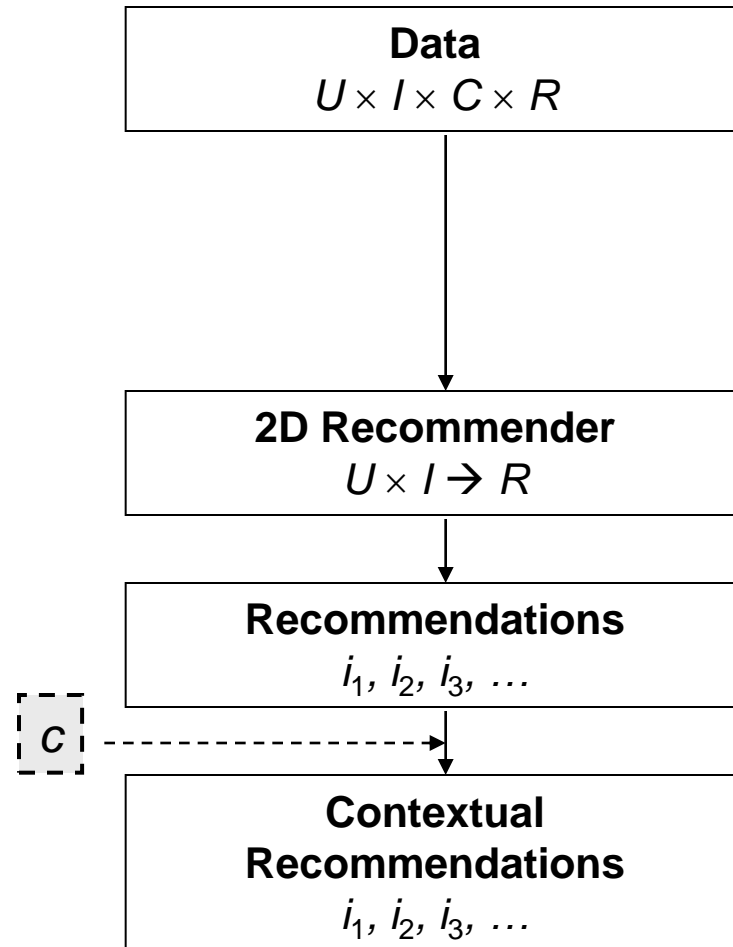 Data
U × I × C × R
2D Recommender
U × I → R
Recommendations
i₁, i₂, i₃, …
c
Contextual
Recommendations
i₁, i₂, i₃, …